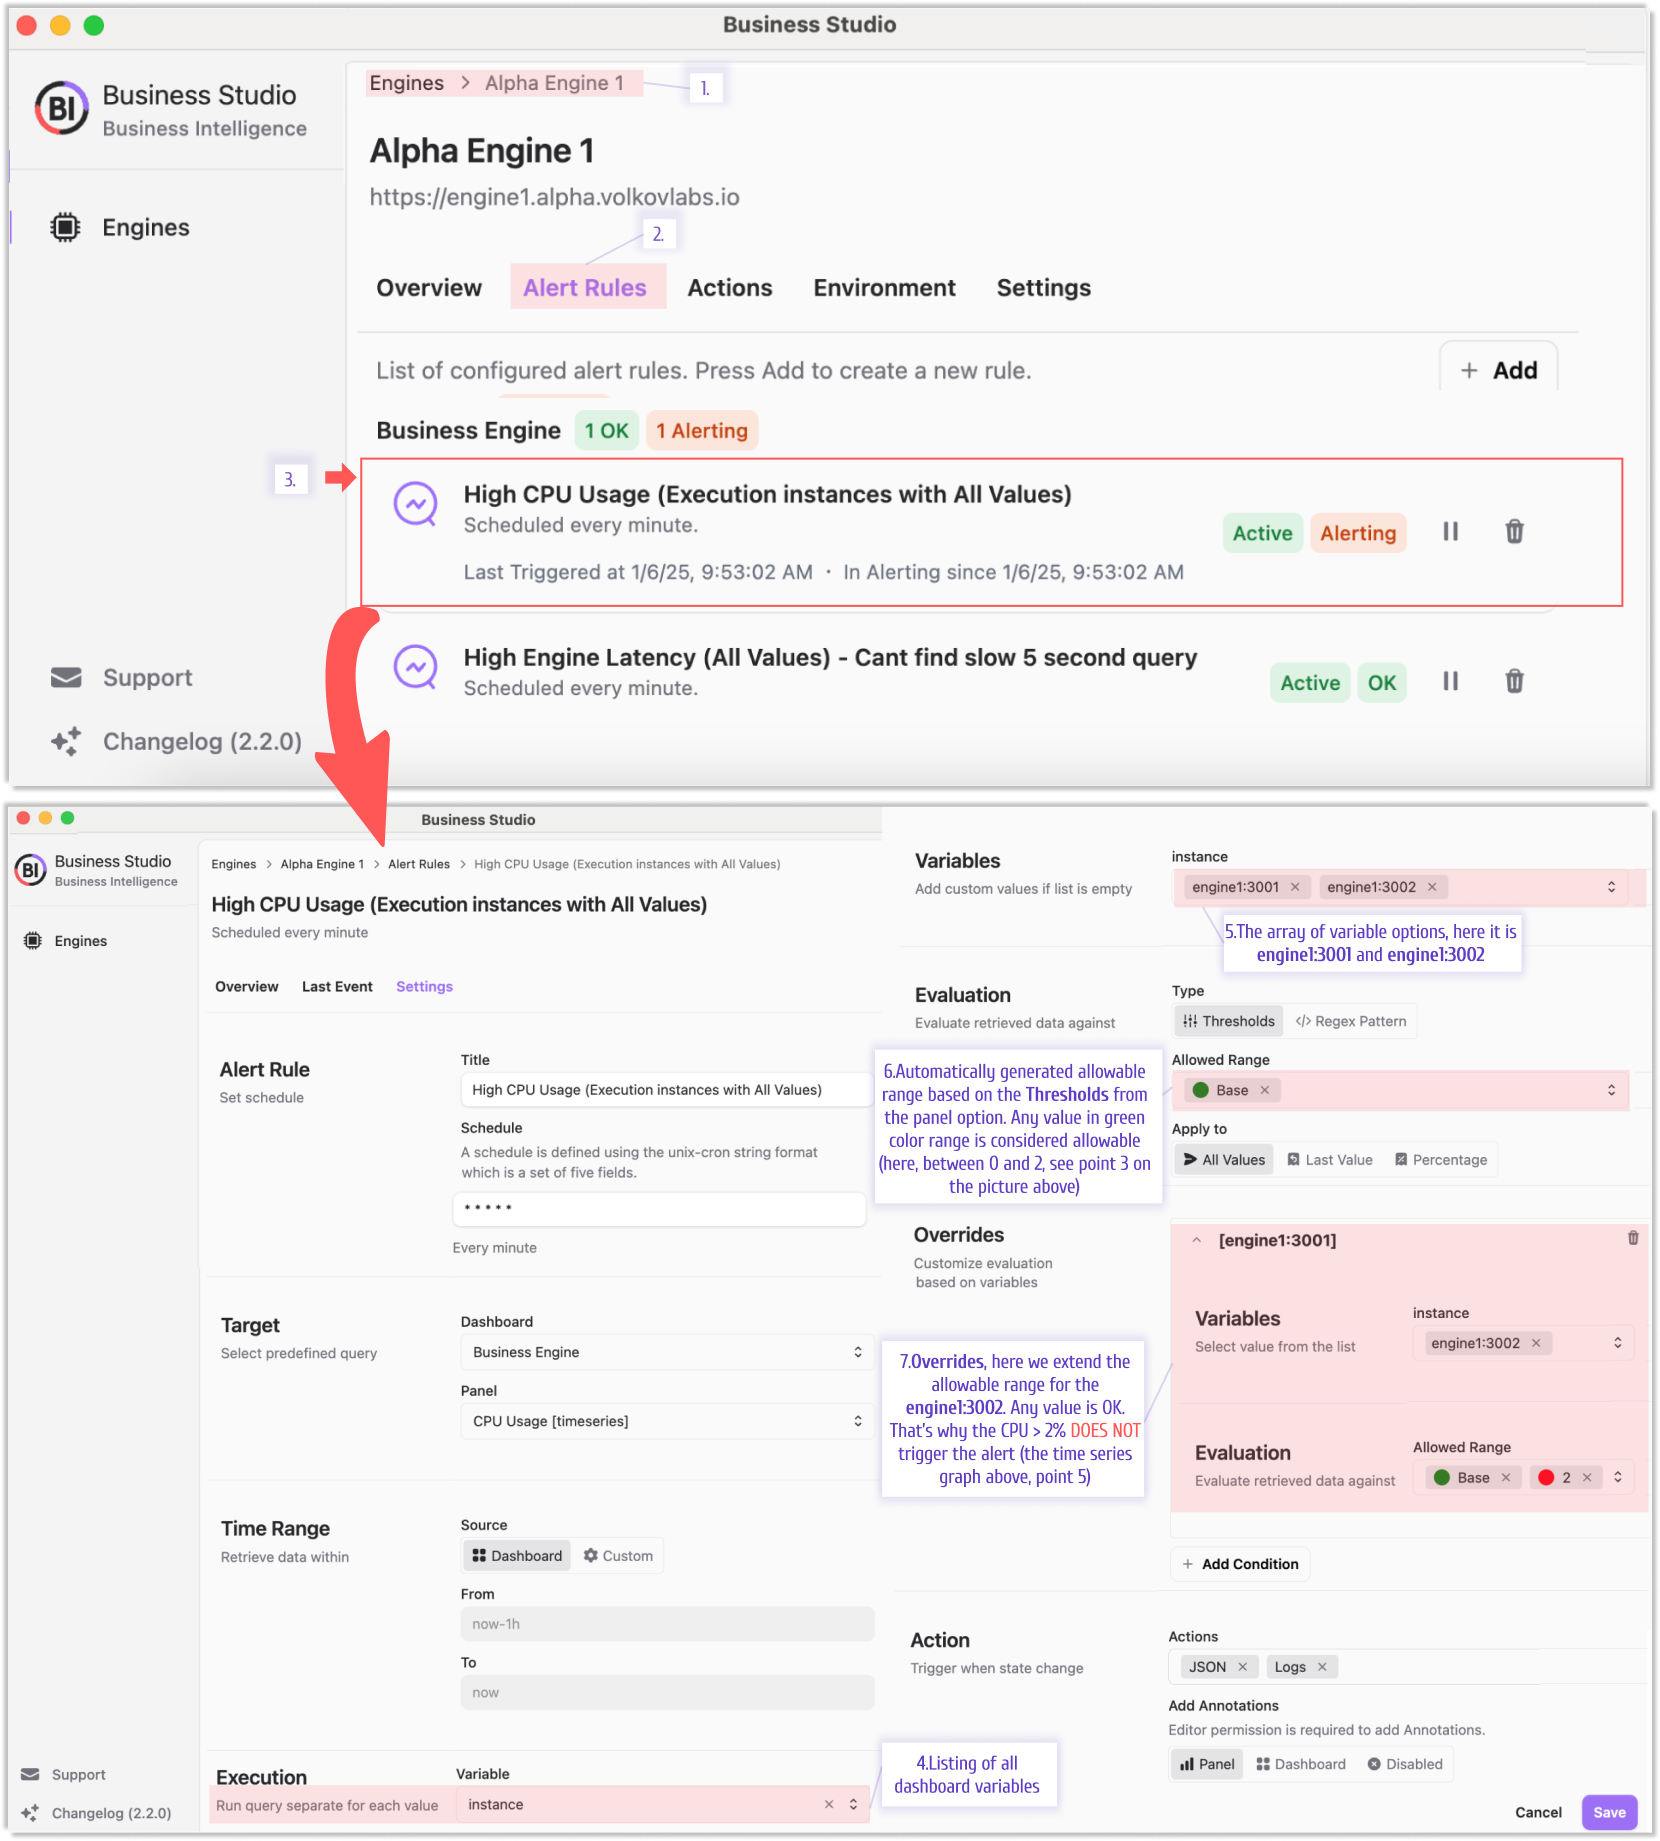 Business Studio
BI
Business Studio
Business Intelligence
Engines
Support
Changelog (2.2.0)
Engines > Alpha Engine 1
1.
Alpha Engine 1
https://engine1.alpha.volkovlabs.io
2.
Overview Alert Rules Actions Environment Settings
List of configured alert rules. Press Add to create a new rule.
+ Add
Business Engine 1 OK 1 Alerting
3.
High CPU Usage (Execution instances with All Values)
Scheduled every minute.
Active Alerting
Last Triggered at 1/6/25, 9:53:02 AM · In Alerting since 1/6/25, 9:53:02 AM
High Engine Latency (All Values) - Cant find slow 5 second query
Scheduled every minute.
Active OK
Business Studio
BI
Business Studio
Business Intelligence
Engines
Support
Changelog (2.2.0)
Engines > Alpha Engine 1 > Alert Rules > High CPU Usage (Execution instances with All Values)
High CPU Usage (Execution instances with All Values)
Scheduled every minute
Overview Last Event Settings
Alert Rule
Set schedule
Title
High CPU Usage (Execution instances with All Values)
Schedule
A schedule is defined using the unix-cron string format
which is a set of five fields.
* * * * *
Every minute
Target
Select predefined query
Dashboard
Business Engine
Panel
CPU Usage [timeseries]
Time Range
Retrieve data within
Source
Dashboard Custom
From
now-1h
To
now
Execution
Run query separate for each value
Variable
instance
4.Listing of all
dashboard variables
Variables
Add custom values if list is empty
instance
engine1:3001 × engine1:3002 ×
5.The array of variable options, here it is
engine1:3001 and engine1:3002
Evaluation
Evaluate retrieved data against
Type
Thresholds Regex Pattern
Allowed Range
Base ×
Apply to
All Values Last Value Percentage
6.Automatically generated allowable
range based on the Thresholds from
the panel option. Any value in green
color range is considered allowable
(here, between 0 and 2, see point 3 on
the picture above)
Overrides
Customize evaluation
based on variables
[engine1:3001]
Variables
Select value from the list
instance
engine1:3002 ×
Evaluation
Evaluate retrieved data against
Allowed Range
Base × 2 ×
7.Overrides, here we extend the
allowable range for the
engine1:3002. Any value is OK.
That's why the CPU > 2% DOES NOT
trigger the alert (the time series
graph above, point 5)
+ Add Condition
Action
Trigger when state change
Actions
JSON × Logs ×
Add Annotations
Editor permission is required to add Annotations.
Panel Dashboard Disabled
Cancel Save